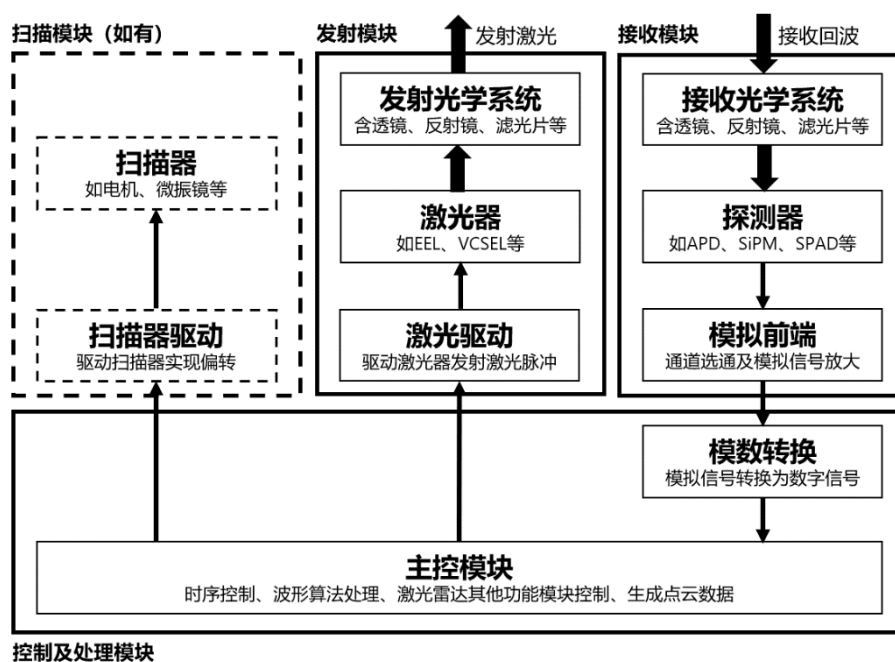 扫描模块（如有）
发射模块
发射激光
接收模块
接收回波
发射光学系统
含透镜、反射镜、滤光片等
接收光学系统
含透镜、反射镜、滤光片等
扫描器
如电机、微振镜等
激光器
如EEL、VCSEL等
探测器
如APD、SiPM、SPAD等
扫描器驱动
驱动扫描器实现偏转
激光驱动
驱动激光器发射激光脉冲
模拟前端
通道选通及模拟信号放大
模数转换
模拟信号转换为数字信号
主控模块
时序控制、波形算法处理、激光雷达其他功能模块控制、生成点云数据
控制及处理模块